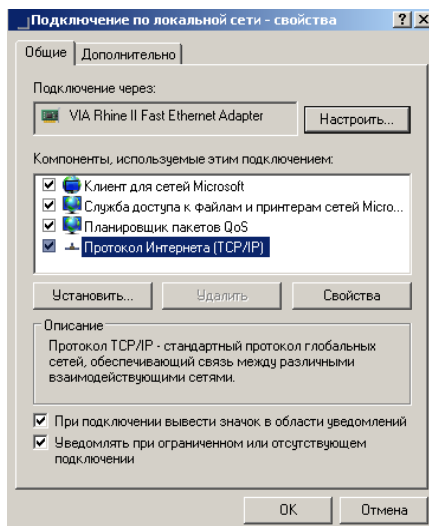 Подключение по локальной сети - свойства
Общие Дополнительно
Подключение через:
VIA Rhine II Fast Ethernet Adapter Настроить...
Компоненты, используемые этим подключением:
Клиент для сетей Microsoft
Служба доступа к файлам и принтерам сетей Micro...
Планировщик пакетов QoS
Протокол Интернета (TCP/IP)
Установить... Удалить Свойства
Описание
Протокол TCP/IP - стандартный протокол глобальных
сетей, обеспечивающий связь между различными
взаимодействующими сетями.
При подключении вывести значок в области уведомлений
Уведомлять при ограниченном или отсутствующем
подключении
OK Отмена